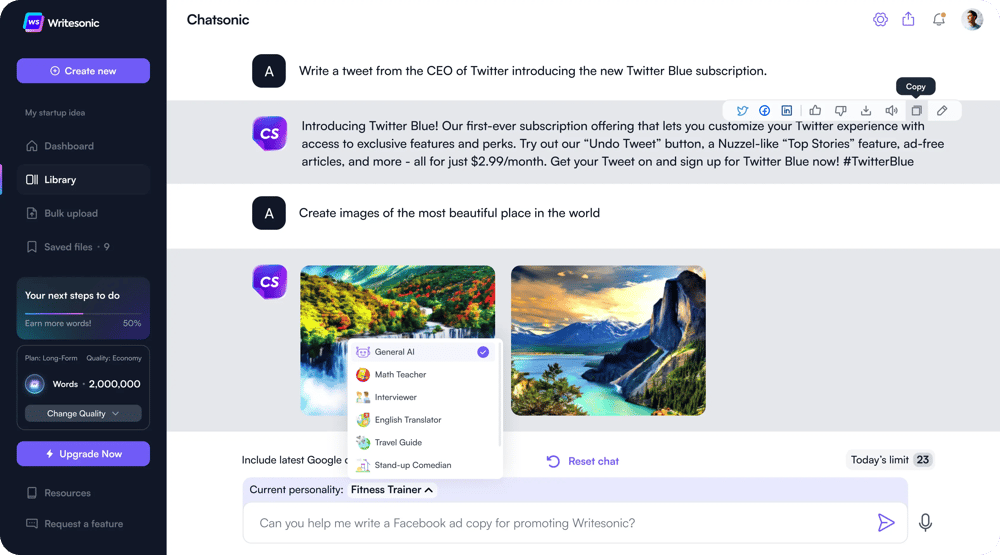 WS Writesonic
Create new
My startup idea
Dashboard
Library
Bulk upload
Saved files • 9
Your next steps to do
Earn more words! 50%
Plan: Long-Form Quality: Economy
Words • 2,000,000
Change Quality
Upgrade Now
Resources
Request a feature
Chatsonic
A Write a tweet from the CEO of Twitter introducing the new Twitter Blue subscription.
Copy
CS
Introducing Twitter Blue! Our first-ever subscription offering that lets you customize your Twitter experience with
access to exclusive features and perks. Try out our “Undo Tweet” button, a Nuzzel-like “Top Stories” feature, ad-free
articles, and more - all for just $2.99/month. Get your Tweet on and sign up for Twitter Blue now! #TwitterBlue
A Create images of the most beautiful place in the world
CS
General AI
Math Teacher
Interviewer
English Translator
Travel Guide
Stand-up Comedian
Include latest Google
Reset chat
Today's limit 23
Current personality: Fitness Trainer
Can you help me write a Facebook ad copy for promoting Writesonic?